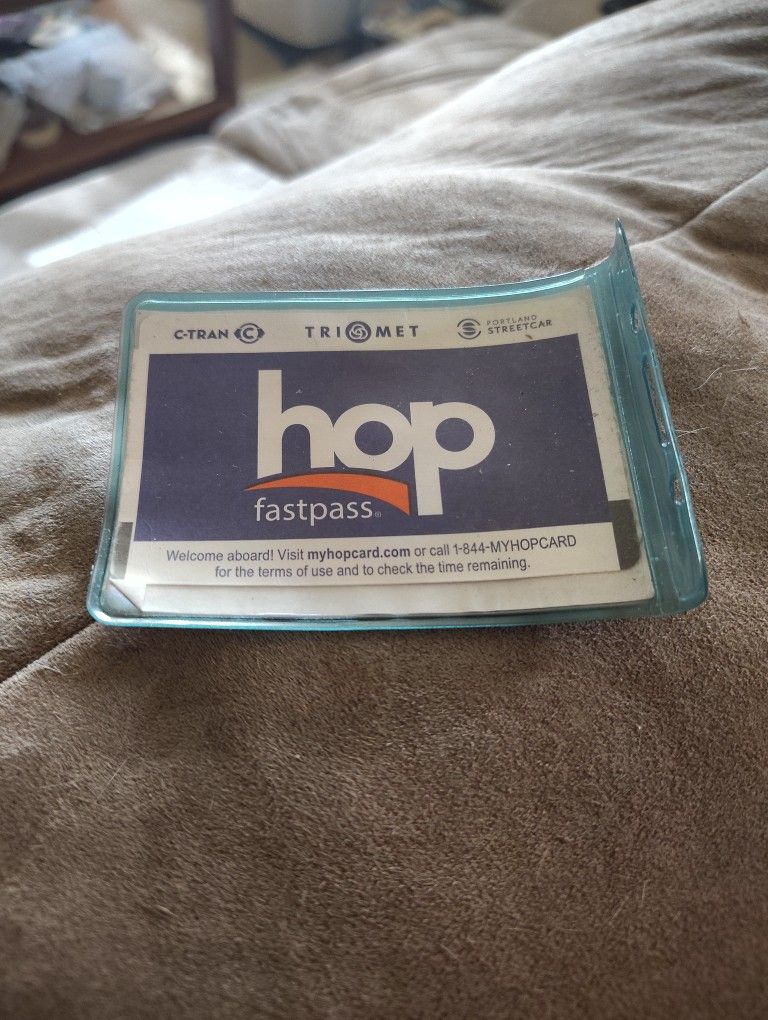 C-TRAN C
TRIMET
PORTLAND
STREETCAR
hop
fastpass®
Welcome aboard! Visit myhopcard.com or call 1-844-MYHOPCARD
for the terms of use and to check the time remaining.